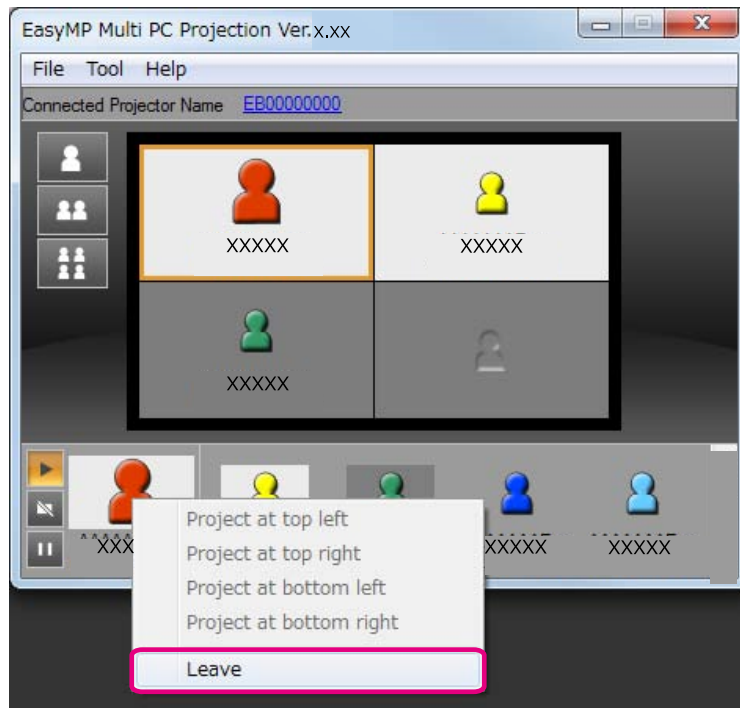 EasyMP Multi PC Projection Ver.x.xx
File Tool Help
Connected Projector Name EB00000000
XXXXX
XXXXX
XXXXX
XXXXX
XXXXX
Project at top left
Project at top right
Project at bottom left
Project at bottom right
Leave